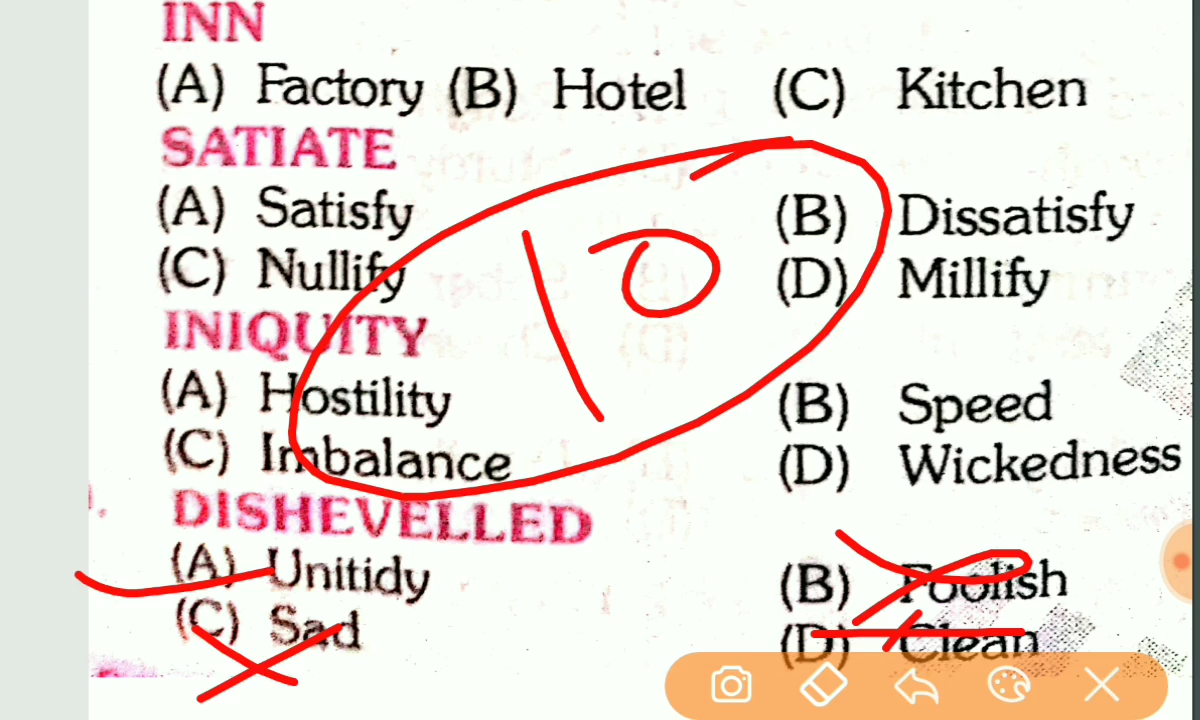 INN
(A) Factory (B) Hotel (C) Kitchen
SATIATE
(A) Satisfy (B) Dissatisfy
(C) Nullify (D) Millify
INIQUITY
(A) Hostility (B) Speed
(C) Imbalance (D) Wickedness
DISHEVELLED
(A) Unitidy (B) Foolish
(C) Sad (D) Clean